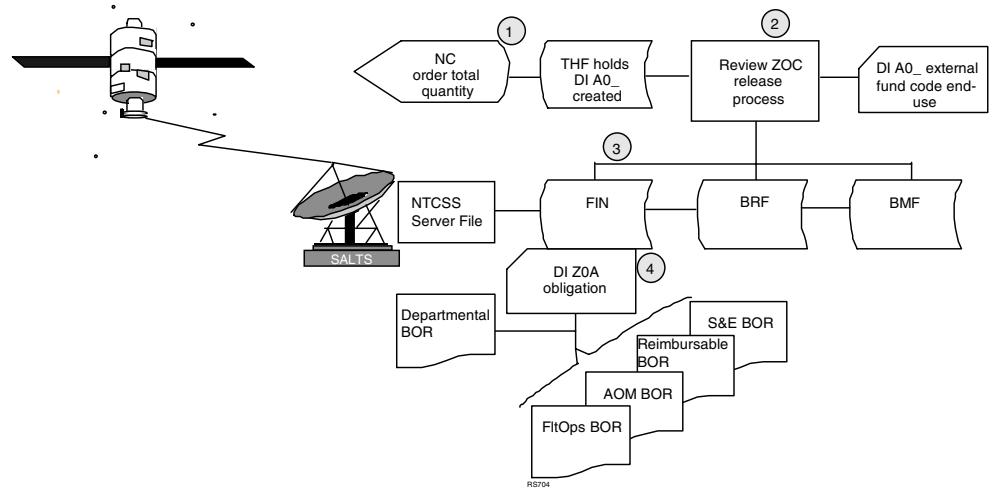 1
2
NC
order total
quantity
THF holds
DI A0_
created
Review ZOC
release
process
DI A0_ external
fund code end-
use
3
NTCSS
Server File
FIN
BRF
BMF
SALTS
DI Z0A
obligation
4
Departmental
BOR
S&E BOR
Reimbursable
BOR
AOM BOR
FltOps BOR
RS704